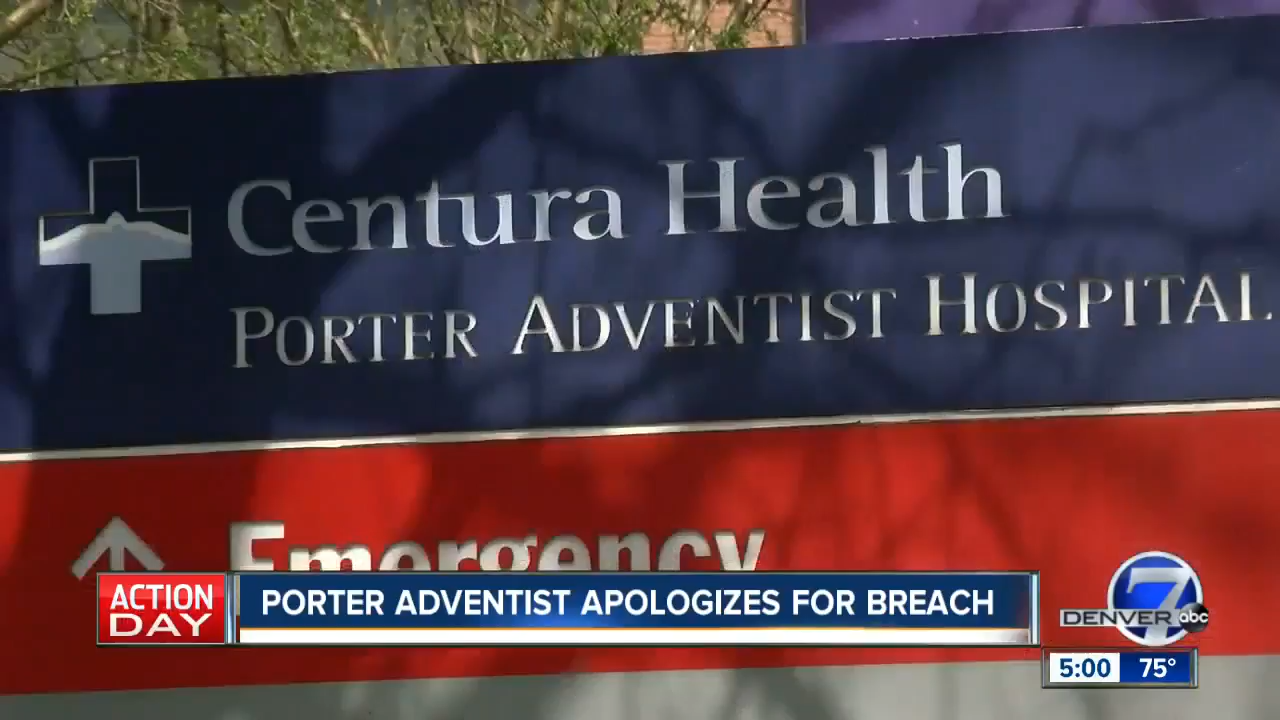 Centura Health
PORTER ADVENTIST HOSPITAL
Emergency
ACTION
DAY
PORTER ADVENTIST APOLOGIZES FOR BREACH
DENVER 7 abc
5:00 75°